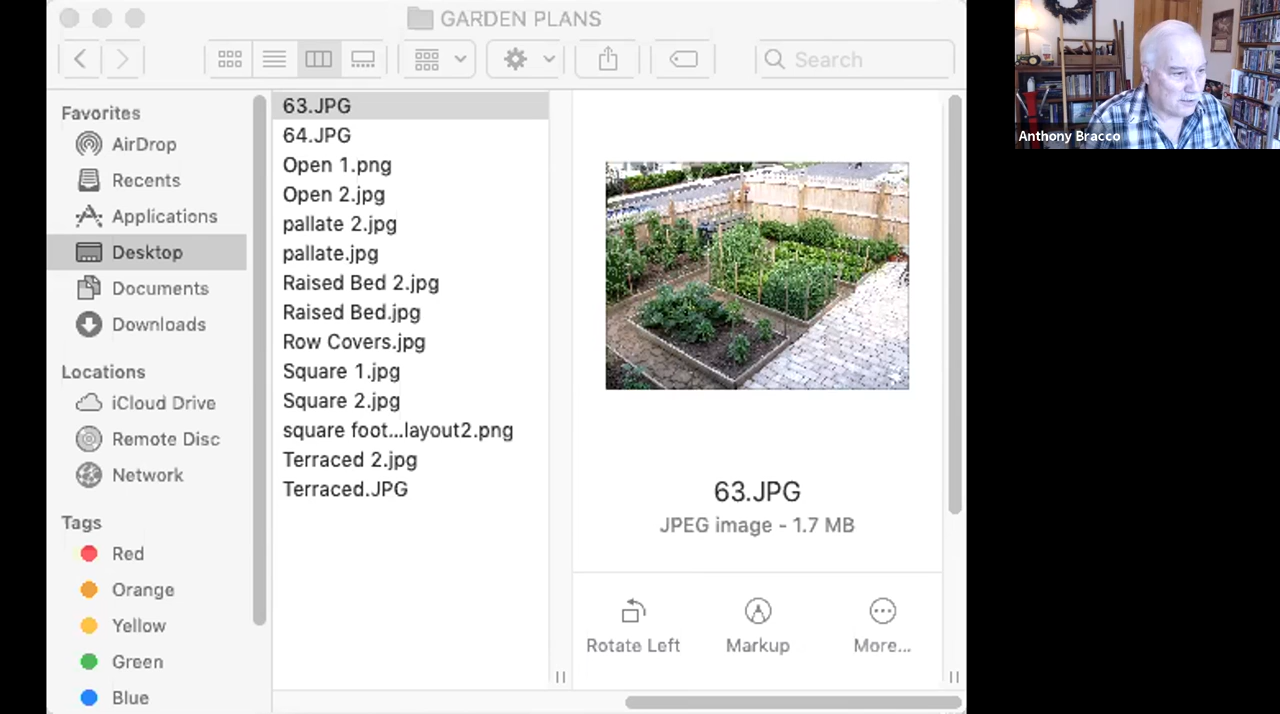 GARDEN PLANS
Search
Favorites
AirDrop
Recents
Applications
Desktop
Documents
Downloads
Locations
iCloud Drive
Remote Disc
Network
Tags
Red
Orange
Yellow
Green
Blue
63.JPG
64.JPG
Open 1.png
Open 2.jpg
pallate 2.jpg
pallate.jpg
Raised Bed 2.jpg
Raised Bed.jpg
Row Covers.jpg
Square 1.jpg
Square 2.jpg
square foot...layout2.png
Terraced 2.jpg
Terraced.JPG
63.JPG
JPEG image - 1.7 MB
Rotate Left
Markup
More...
Anthony Bracco